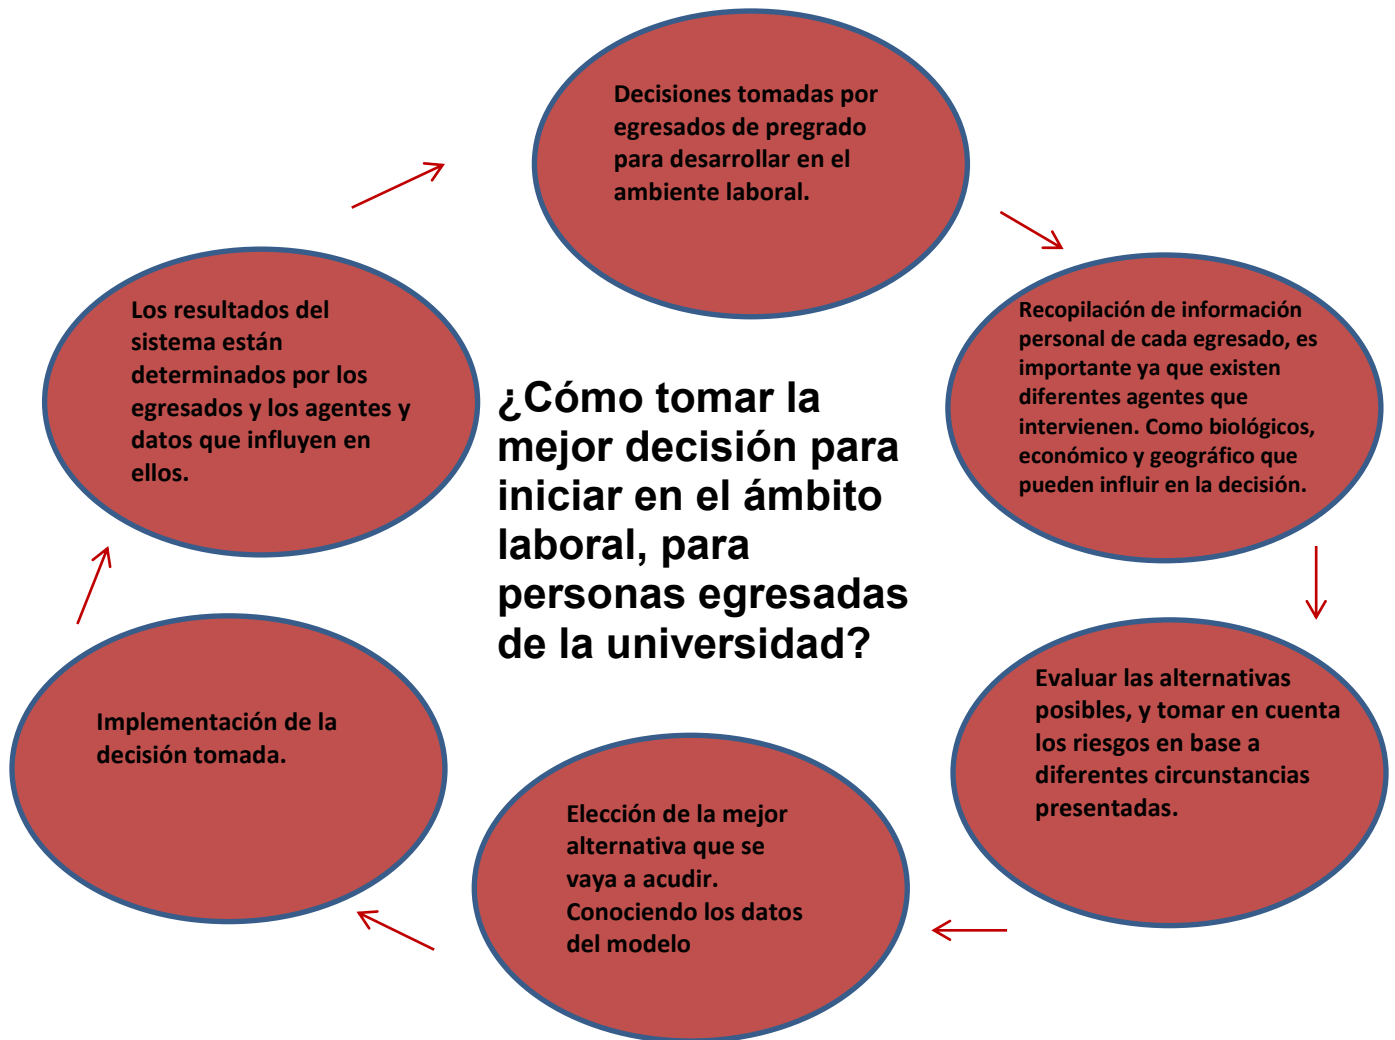 Decisiones tomadas por
egresados de pregrado
para desarrollar en el
ambiente laboral.
Recopilación de información
personal de cada egresado, es
importante ya que existen
diferentes agentes que
intervienen. Como biológicos,
económico y geográfico que
pueden influir en la decisión.
Evaluar las alternativas
posibles, y tomar en cuenta
los riesgos en base a
diferentes circunstancias
presentadas.
Elección de la mejor
alternativa que se
vaya a acudir.
Conociendo los datos
del modelo
Implementación de la
decisión tomada.
Los resultados del
sistema están
determinados por los
egresados y los agentes y
datos que influyen en
ellos.
¿Cómo tomar la
mejor decisión para
iniciar en el ámbito
laboral, para
personas egresadas
de la universidad?